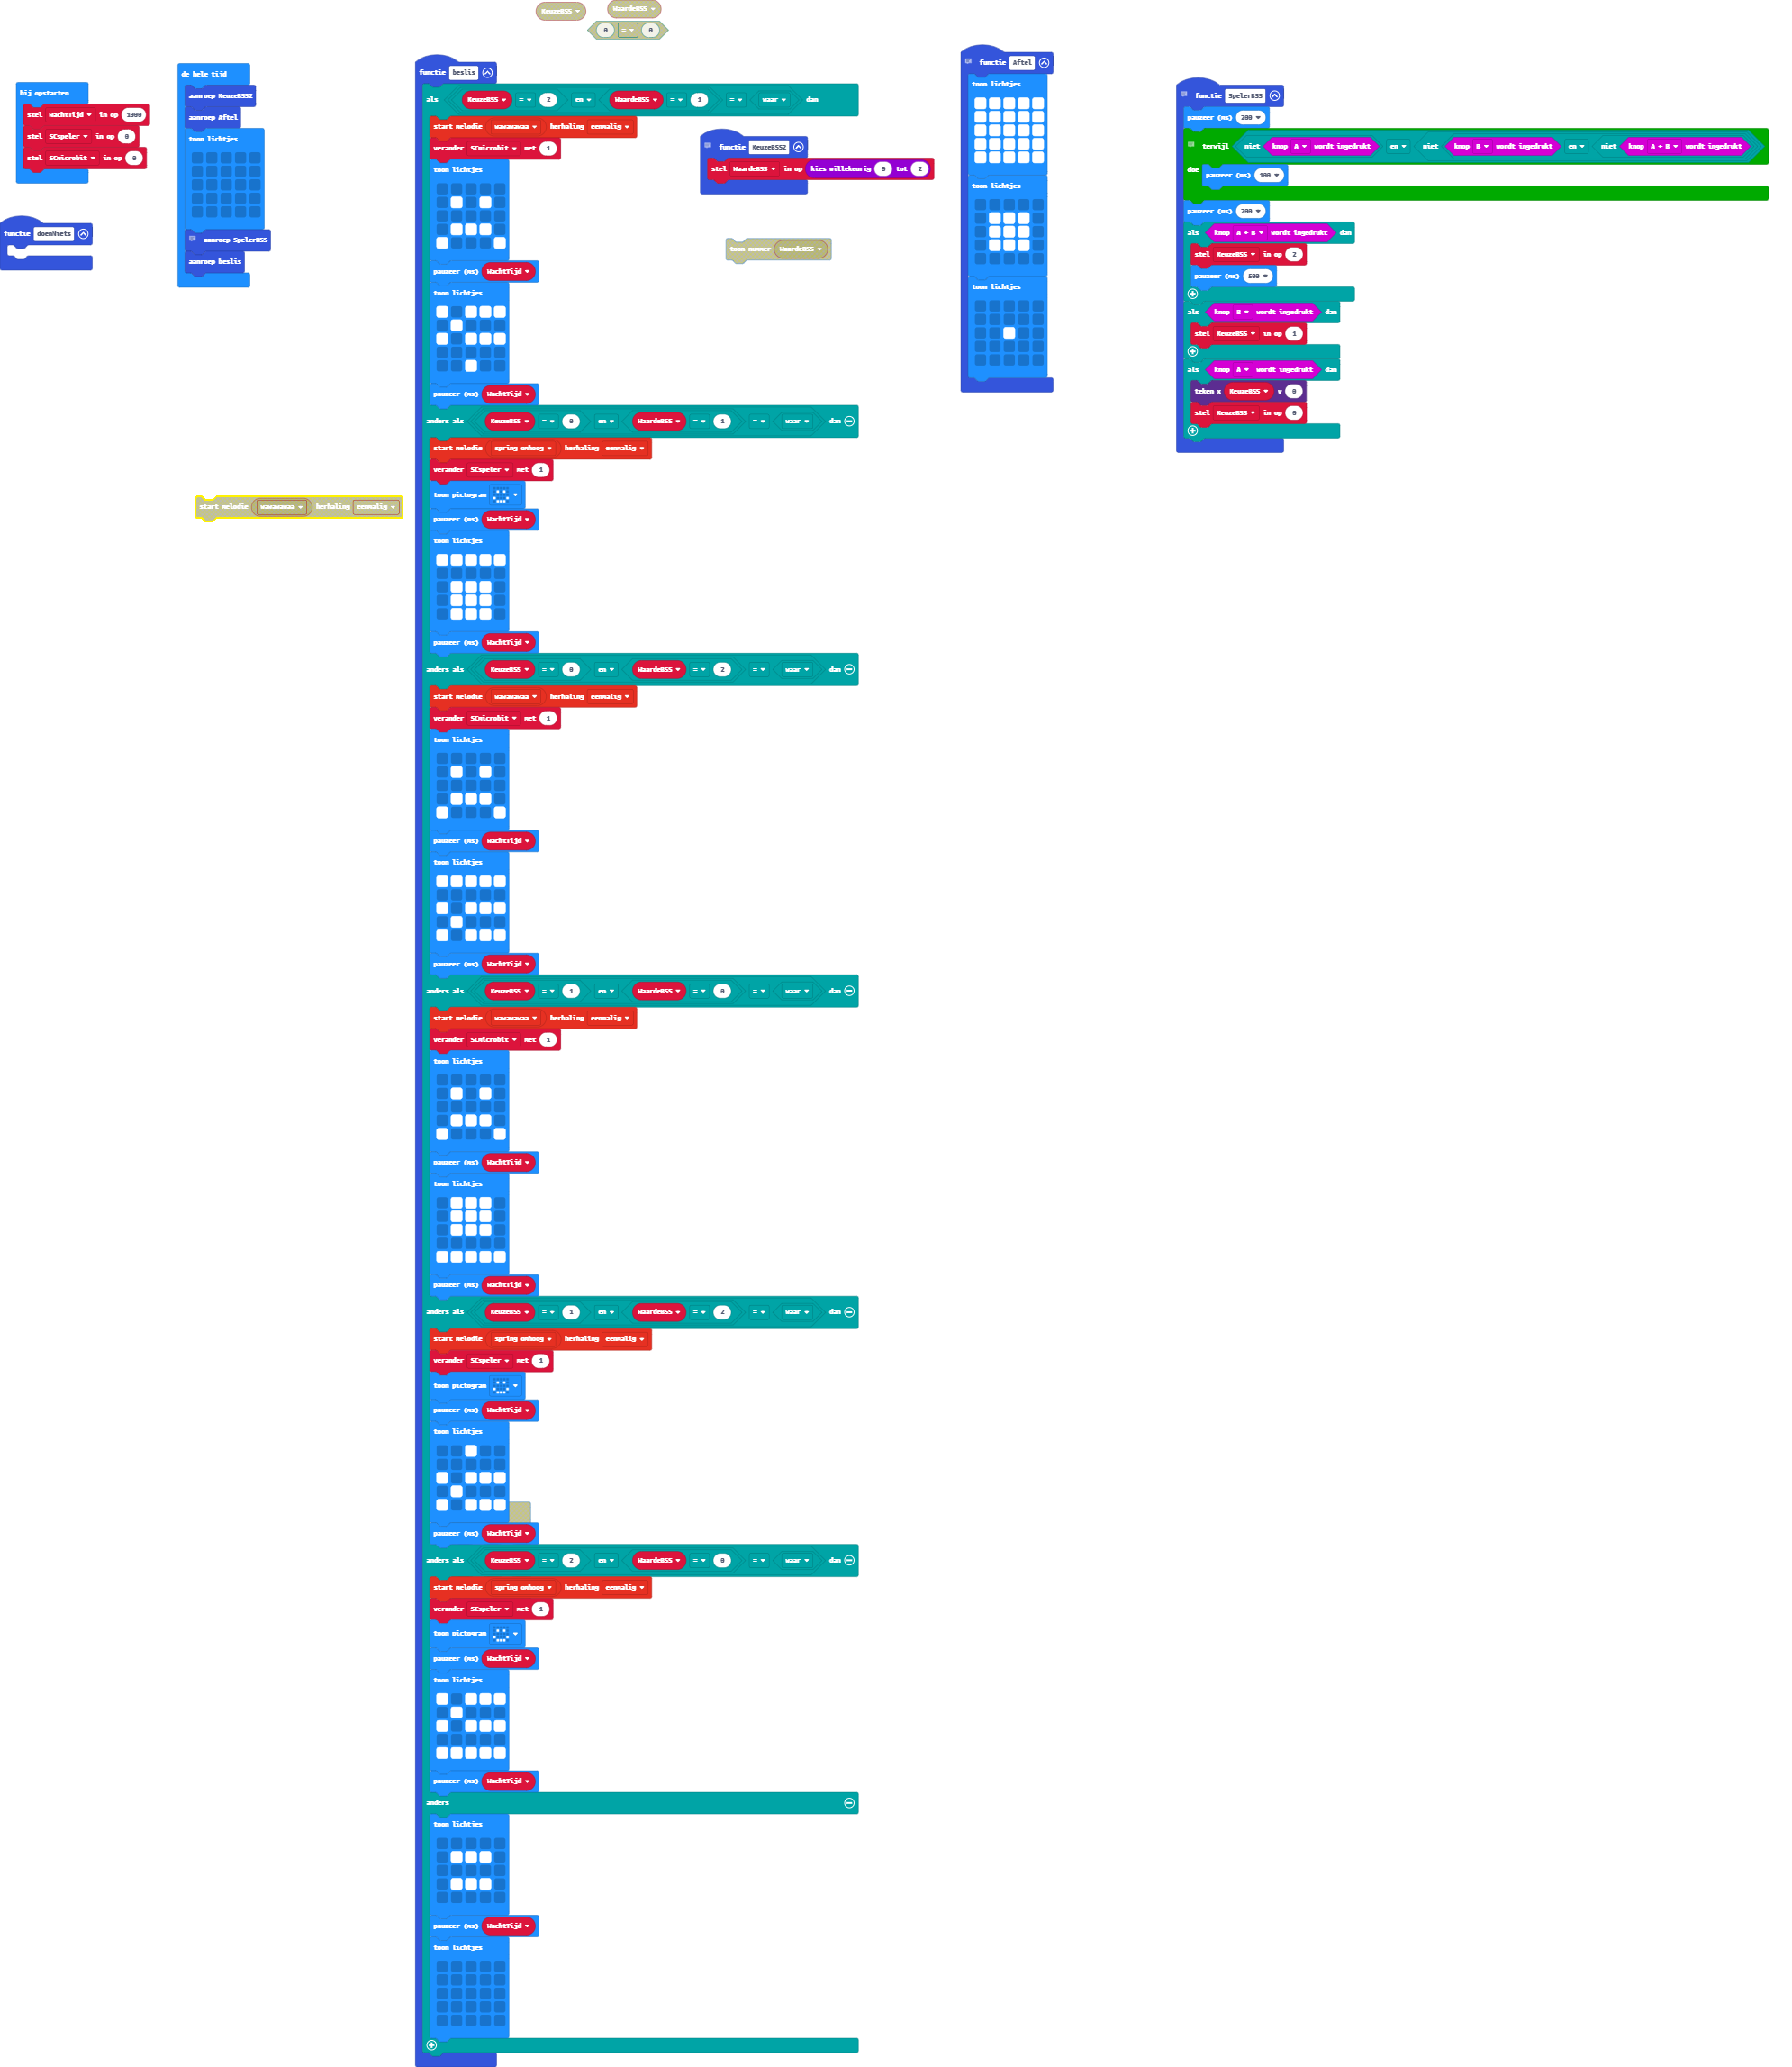 KeuzeBSS
WaardeBSS
0 = 0
bij opstarten
stel WachtTijd in op 1000
stel SCspeler in op 0
stel SCmicrobit in op 0
functie doenNiets
de hele tijd
aanroep KeuzeBSS2
aanroep Aftel
toon lichtjes
aanroep SpelerBSS
aanroep beslis
start melodie wawawawaa herhaling eenmalig
functie beslis
als KeuzeBSS = 2 en WaardeBSS = 1 = waar dan
start melodie wawawawaa herhaling eenmalig
verander SCmicrobit met 1
toon lichtjes
pauzeer (ms) WachtTijd
toon lichtjes
pauzeer (ms) WachtTijd
anders als KeuzeBSS = 0 en WaardeBSS = 1 = waar dan
start melodie spring omhoog herhaling eenmalig
verander SCspeler met 1
toon pictogram
pauzeer (ms) WachtTijd
toon lichtjes
pauzeer (ms) WachtTijd
anders als KeuzeBSS = 0 en WaardeBSS = 2 = waar dan
start melodie wawawawaa herhaling eenmalig
verander SCmicrobit met 1
toon lichtjes
pauzeer (ms) WachtTijd
toon lichtjes
pauzeer (ms) WachtTijd
anders als KeuzeBSS = 1 en WaardeBSS = 0 = waar dan
start melodie wawawawaa herhaling eenmalig
verander SCmicrobit met 1
toon lichtjes
pauzeer (ms) WachtTijd
toon lichtjes
pauzeer (ms) WachtTijd
anders als KeuzeBSS = 1 en WaardeBSS = 2 = waar dan
start melodie spring omhoog herhaling eenmalig
verander SCspeler met 1
toon pictogram
pauzeer (ms) WachtTijd
toon lichtjes
pauzeer (ms) WachtTijd
anders als KeuzeBSS = 2 en WaardeBSS = 0 = waar dan
start melodie spring omhoog herhaling eenmalig
verander SCspeler met 1
toon pictogram
pauzeer (ms) WachtTijd
toon lichtjes
pauzeer (ms) WachtTijd
anders
toon lichtjes
pauzeer (ms) WachtTijd
toon lichtjes
functie KeuzeBSS2
stel WaardeBSS in op kies willekeurig 0 tot 2
toon nummer WaardeBSS
functie Aftel
toon lichtjes
toon lichtjes
toon lichtjes
functie SpelerBSS
pauzeer (ms) 200
terwijl niet knop A wordt ingedrukt en niet knop B wordt ingedrukt en niet knop A + B wordt ingedrukt
doe pauzeer (ms) 100
pauzeer (ms) 200
als knop A + B wordt ingedrukt dan
stel KeuzeBSS in op 2
pauzeer (ms) 500
als knop B wordt ingedrukt dan
stel KeuzeBSS in op 1
als knop A wordt ingedrukt dan
teken x KeuzeBSS y 0
stel KeuzeBSS in op 0